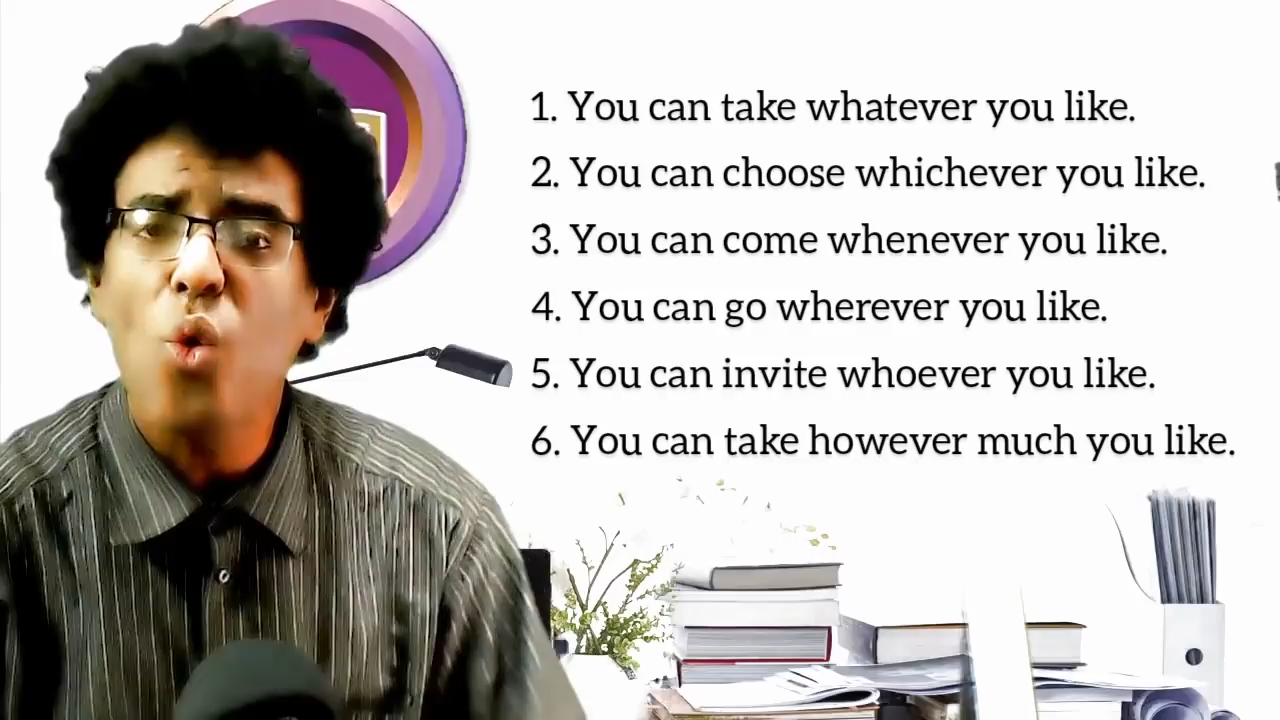 1. You can take whatever you like.
2. You can choose whichever you like.
3. You can come whenever you like.
4. You can go wherever you like.
5. You can invite whoever you like.
6. You can take however much you like.